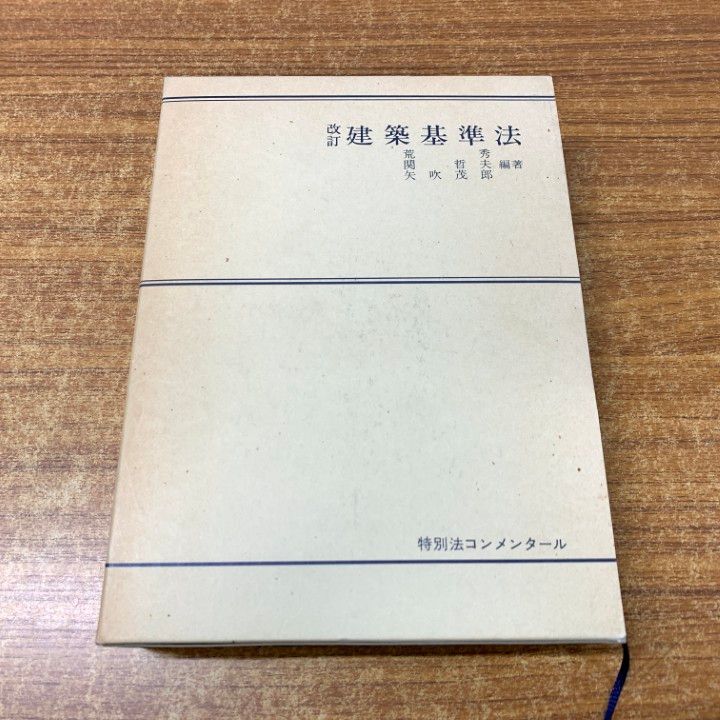 改訂 建築基準法
荒秀
関哲夫 編著
矢吹茂郎
特別法コンメンタール